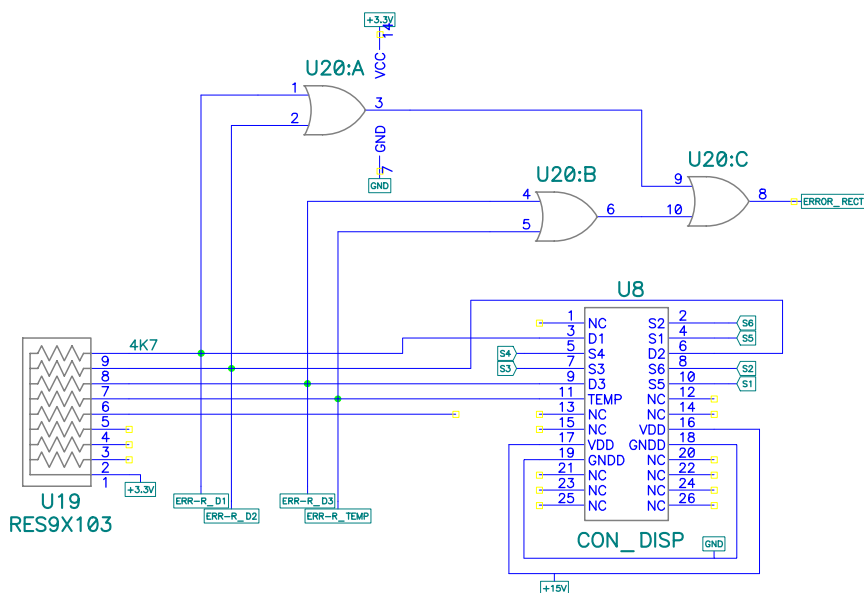 +3.3V
14
VCC
U20:A
1
2
3
GND
7
GND
U20:B
4
5
6
U20:C
9
10
8
ERROR_RECT
U8
4K7
9
8
7
6
5
4
3
2
1
+3.3V
U19
RES9X103
ERR-R_D1
ERR-R_D2
ERR-R_D3
ERR-R_TEMP
1 NC S2 2 S6
3 D1 S1 4 S5
S4 5 S4 D2 6
S3 7 S3 S6 8 S2
9 D3 S5 10 S1
11 TEMP NC 12
13 NC NC 14
15 NC VDD 16
17 VDD GNDD 18
19 GNDD NC 20
21 NC NC 22
23 NC NC 24
25 NC NC 26
CON_DISP
GND
+15V